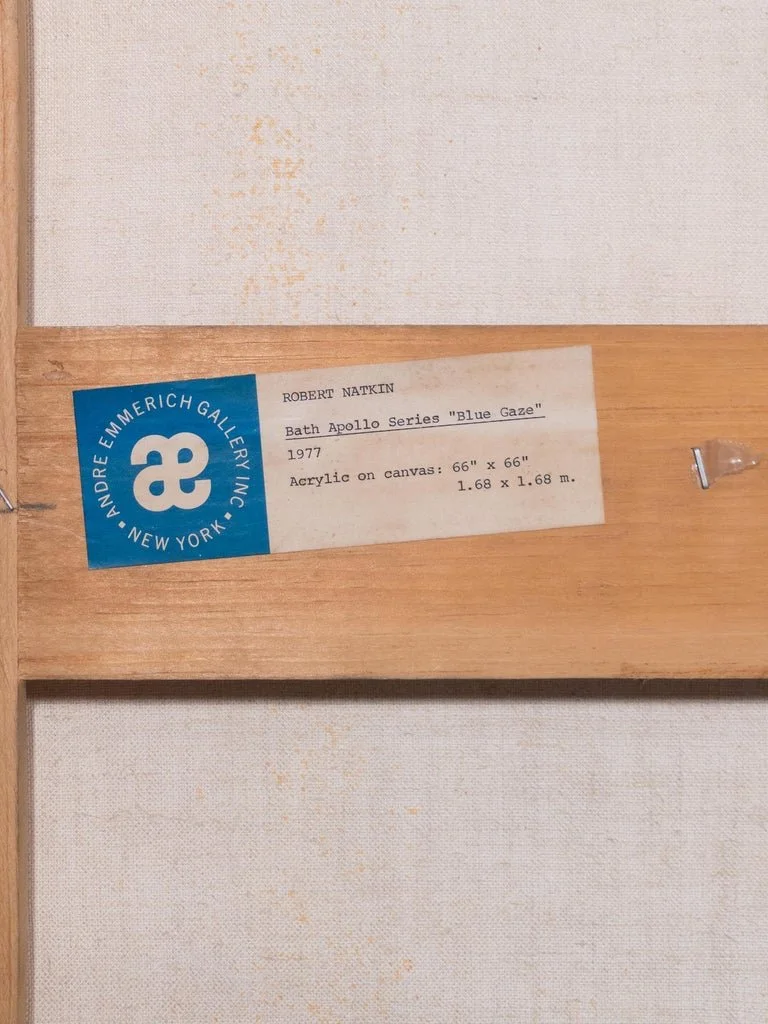 ANDRE EMMERICH GALLERY INC
• NEW YORK •
æ
ROBERT NATKIN
Bath Apollo Series "Blue Gaze"
1977
Acrylic on canvas: 66" x 66"
1.68 x 1.68 m.